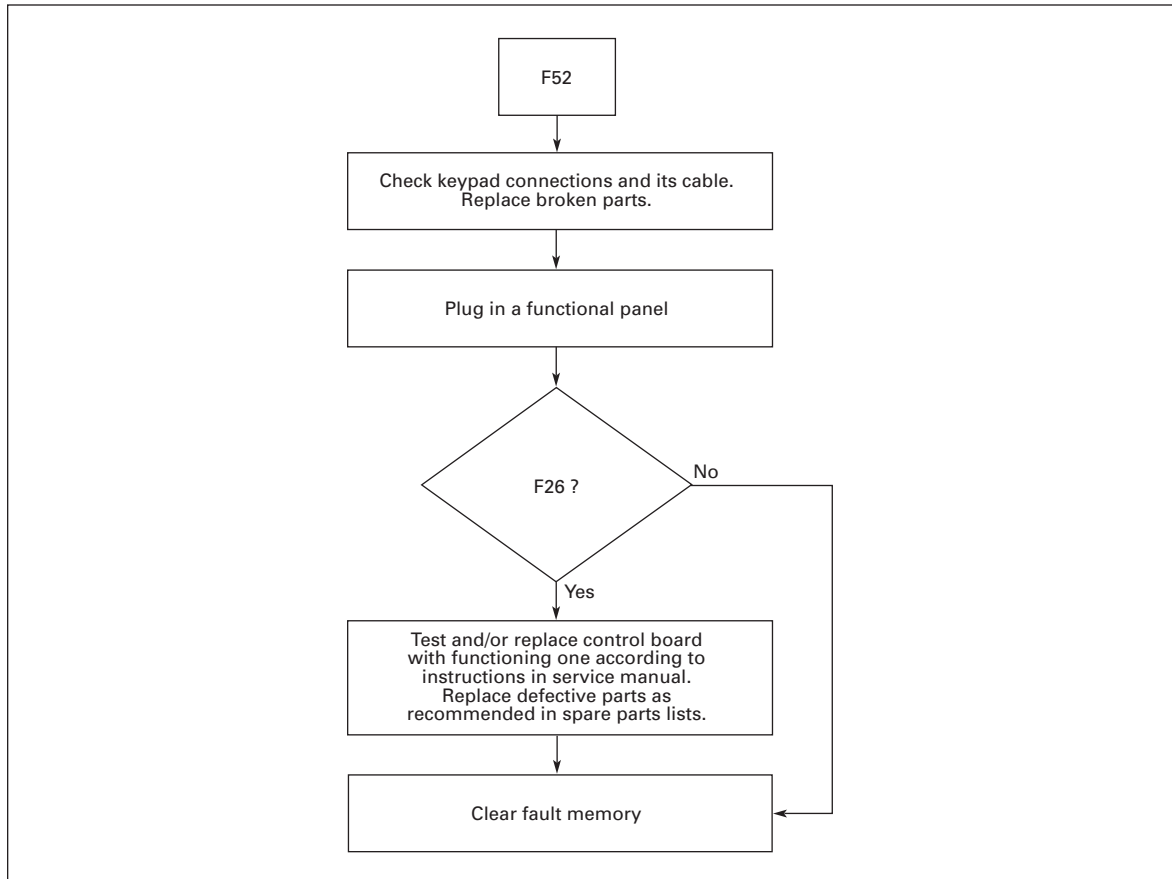 F52
Check keypad connections and its cable.
Replace broken parts.
Plug in a functional panel
F26 ?
No
Yes
Test and/or replace control board
with functioning one according to
instructions in service manual.
Replace defective parts as
recommended in spare parts lists.
Clear fault memory